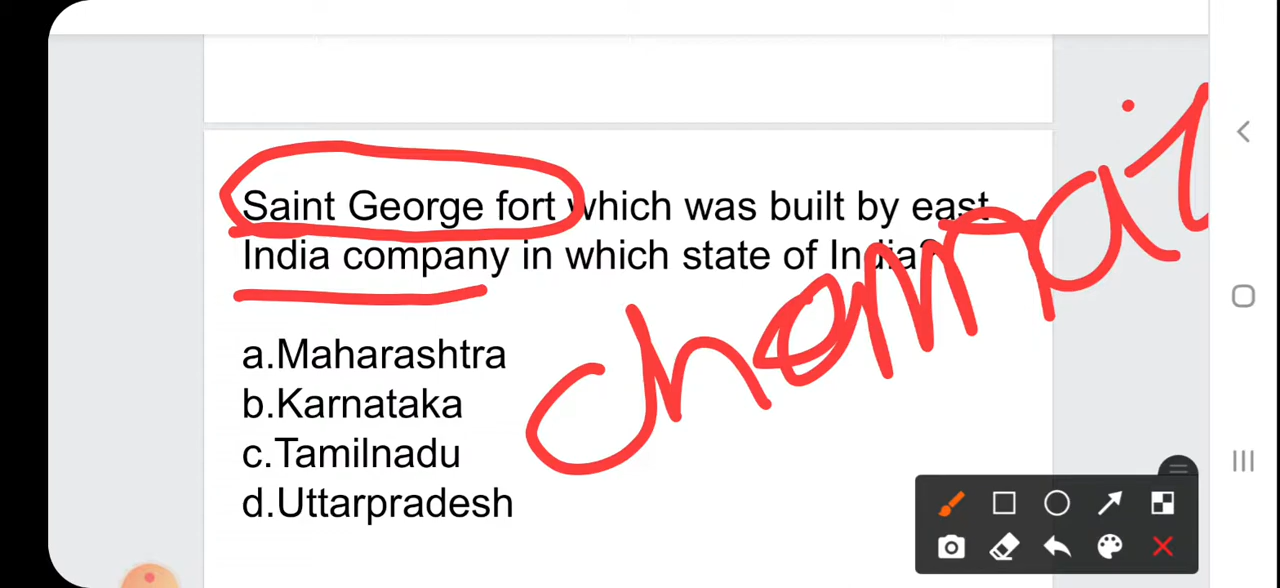 Saint George fort which was built by east
India company in which state of India?
chennai
a.Maharashtra
b.Karnataka
c.Tamilnadu
d.Uttarpradesh